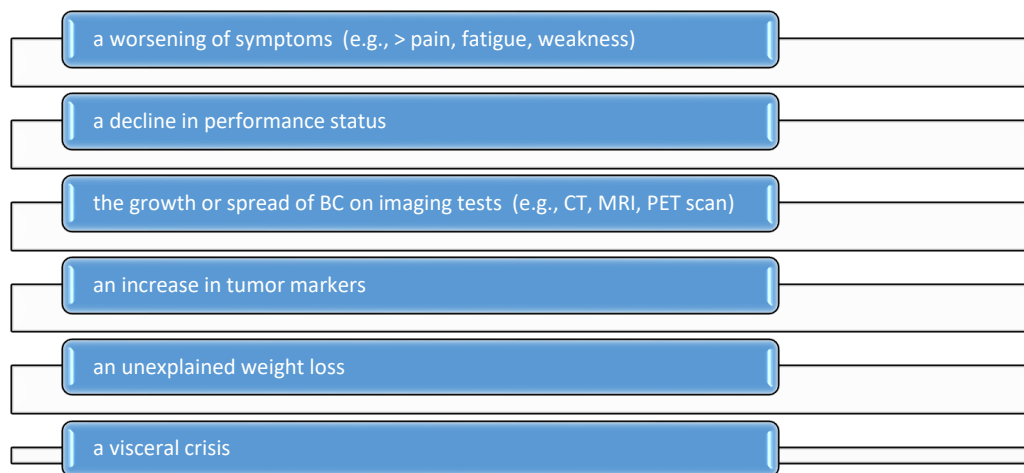 a worsening of symptoms (e.g., > pain, fatigue, weakness)
a decline in performance status
the growth or spread of BC on imaging tests (e.g., CT, MRI, PET scan)
an increase in tumor markers
an unexplained weight loss
a visceral crisis